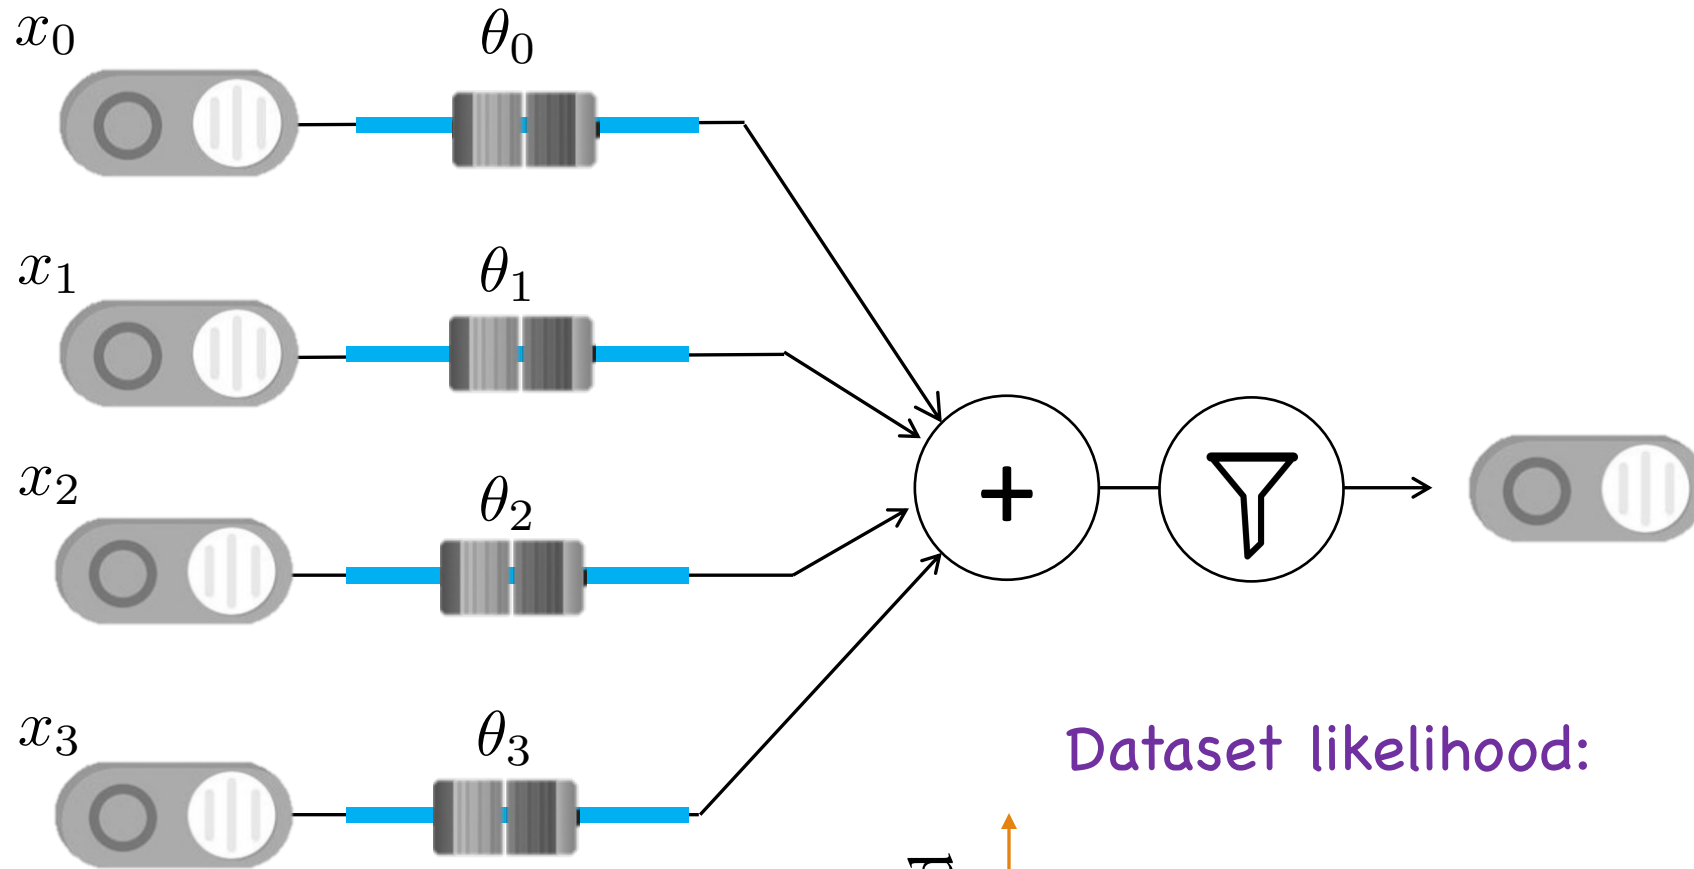 x₀
θ₀
x₁
θ₁
x₂
θ₂
x₃
θ₃
+
Dataset likelihood: